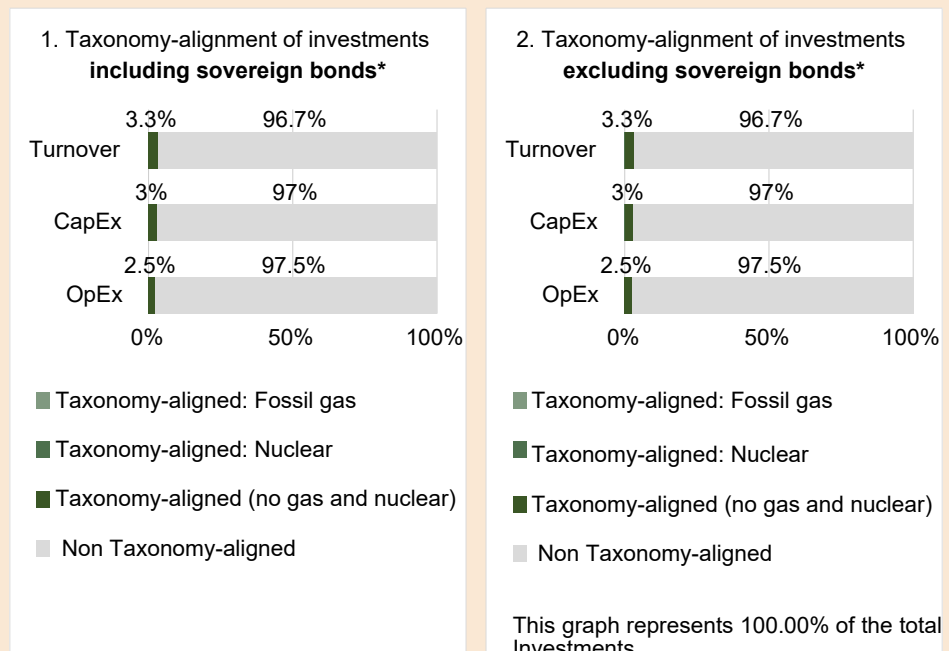 1. Taxonomy-alignment of investments
including sovereign bonds*
3.3% 96.7%
Turnover
3% 97%
CapEx
2.5% 97.5%
OpEx
0% 50% 100%
Taxonomy-aligned: Fossil gas
Taxonomy-aligned: Nuclear
Taxonomy-aligned (no gas and nuclear)
Non Taxonomy-aligned
2. Taxonomy-alignment of investments
excluding sovereign bonds*
3.3% 96.7%
Turnover
3% 97%
CapEx
2.5% 97.5%
OpEx
0% 50% 100%
Taxonomy-aligned: Fossil gas
Taxonomy-aligned: Nuclear
Taxonomy-aligned (no gas and nuclear)
Non Taxonomy-aligned
This graph represents 100.00% of the total
Investments